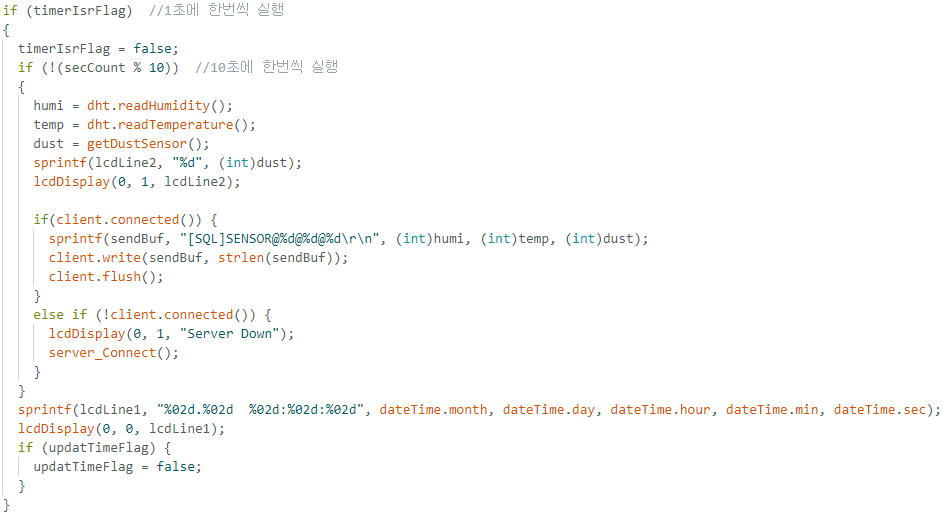 if (timerIsrFlag)  //1초에 한번씩 실행
{
  timerIsrFlag = false;
  if (!(secCount % 10))  //10초에 한번씩 실행
  {
    humi = dht.readHumidity();
    temp = dht.readTemperature();
    dust = getDustSensor();
    sprintf(lcdLine2, "%d", (int)dust);
    lcdDisplay(0, 1, lcdLine2);

    if(client.connected()) {
      sprintf(sendBuf, "[SQL]SENSOR@%d@%d@%d\r\n", (int)humi, (int)temp, (int)dust);
      client.write(sendBuf, strlen(sendBuf));
      client.flush();
    }
    else if (!client.connected()) {
      lcdDisplay(0, 1, "Server Down");
      server_Connect();
    }
  }
  sprintf(lcdLine1, "%02d.%02d  %02d:%02d:%02d", dateTime.month, dateTime.day, dateTime.hour, dateTime.min, dateTime.sec);
  lcdDisplay(0, 0, lcdLine1);
  if (updatTimeFlag) {
    updatTimeFlag = false;
  }
}